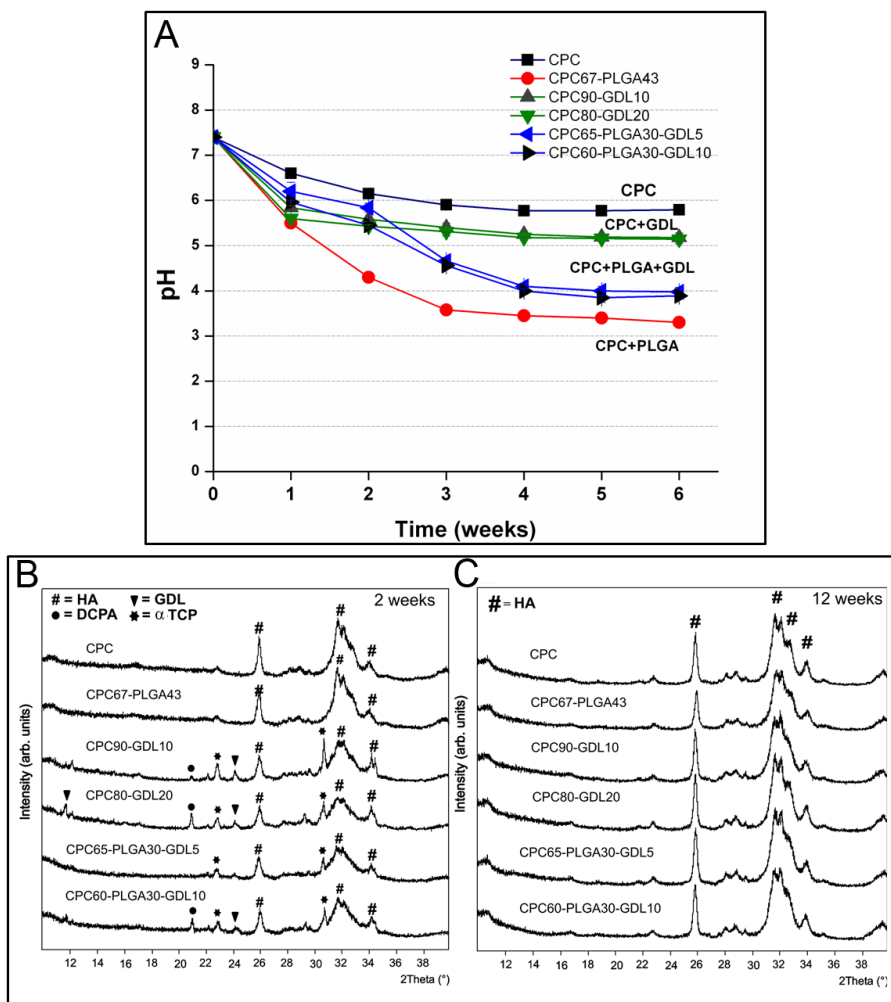 A
9
8
7
6
5
4
3
2
1
0
pH
CPC
CPC67-PLGA43
CPC90-GDL10
CPC80-GDL20
CPC65-PLGA30-GDL5
CPC60-PLGA30-GDL10
CPC
CPC+GDL
CPC+PLGA+GDL
CPC+PLGA
0 1 2 3 4 5 6
Time (weeks)
B
# = HA ▼ = GDL
● = DCPA ✱ = α TCP
2 weeks
Intensity (arb. units)
# # #
CPC
# # #
CPC67-PLGA43
CPC90-GDL10
● ✱ ▼ # ✱ # #
CPC80-GDL20
▼ ● ✱ ▼ # ✱ # #
CPC65-PLGA30-GDL5
✱ # ✱ # #
CPC60-PLGA30-GDL10
● ✱ ▼ # ✱ # #
10 12 14 16 18 20 22 24 26 28 30 32 34 36 38
2Theta (°)
C
# = HA
12 weeks
Intensity (arb. units)
# # # #
CPC
CPC67-PLGA43
CPC90-GDL10
CPC80-GDL20
CPC65-PLGA30-GDL5
CPC60-PLGA30-GDL10
10 12 14 16 18 20 22 24 26 28 30 32 34 36 38
2Theta (°)